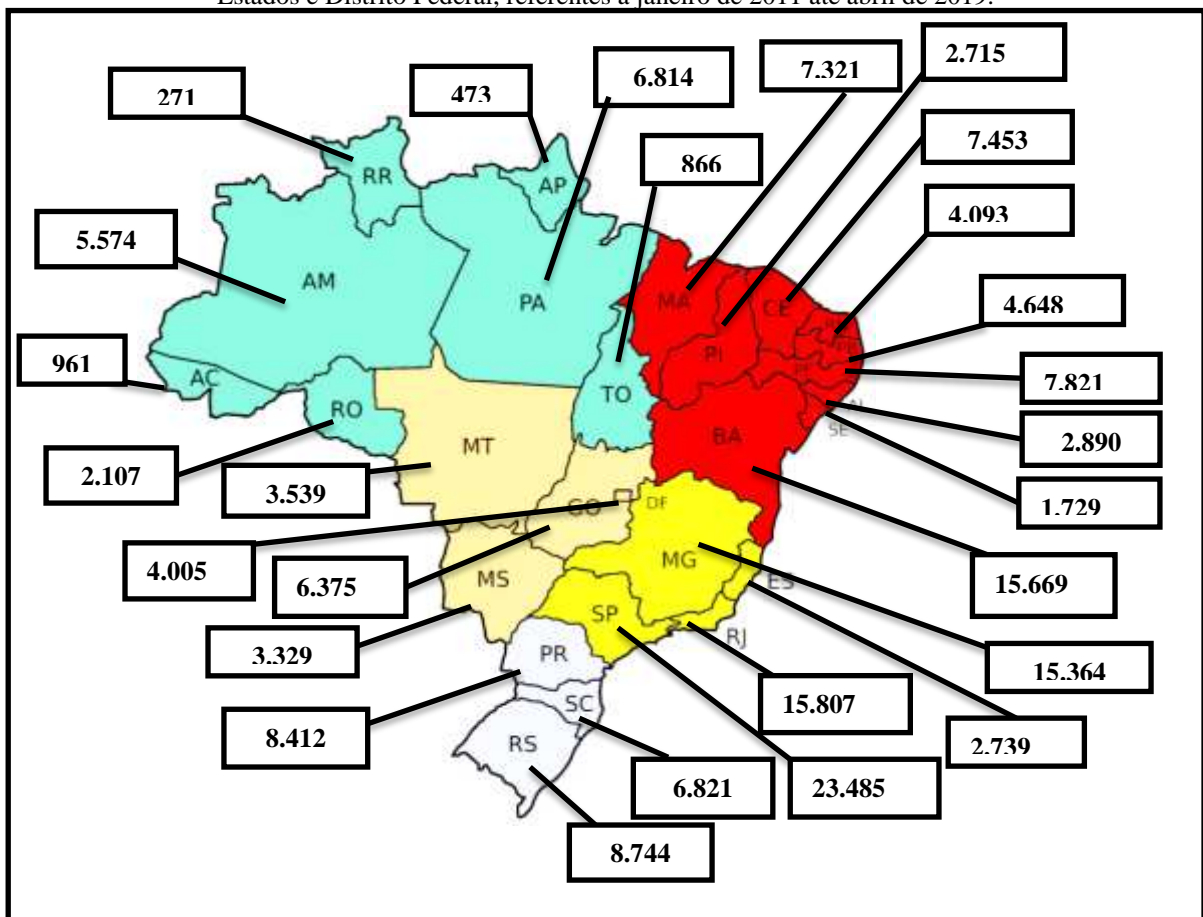 Estados e Distrito Federal, referentes a janeiro de 2011 até abril de 2019.
2.715
6.814
7.321
271
473
7.453
866
4.093
RR
AP
5.574
AM
PA
MA
CE
4.648
PI
961
AC
7.821
RO
TO
BA
SE
2.890
MT
2.107
3.539
1.729
GO
DF
4.005
6.375
MS
MG
ES
15.669
SP
RJ
3.329
PR
15.364
15.807
SC
8.412
RS
2.739
6.821
23.485
8.744